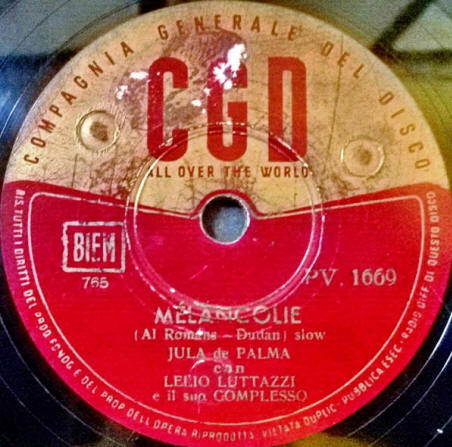 COMPAGNIA GENERALE DEL DISCO
CGD
ALL OVER THE WORLD
BIEM
765
PV. 1669
MÉLANCOLIE
(Al Romans - Dudan) slow
JULA de PALMA
con
LELIO LUTTAZZI
e il suo COMPLESSO
RIS. TUTTI I DIRITTI DEL PROD FONOG. E DEL PROP DELL'OPERA RIPRODOTTA. VIETATA DUPLIC. - PUBBLICA ESEC. - RADIO DIFF. DI QUESTO DISCO